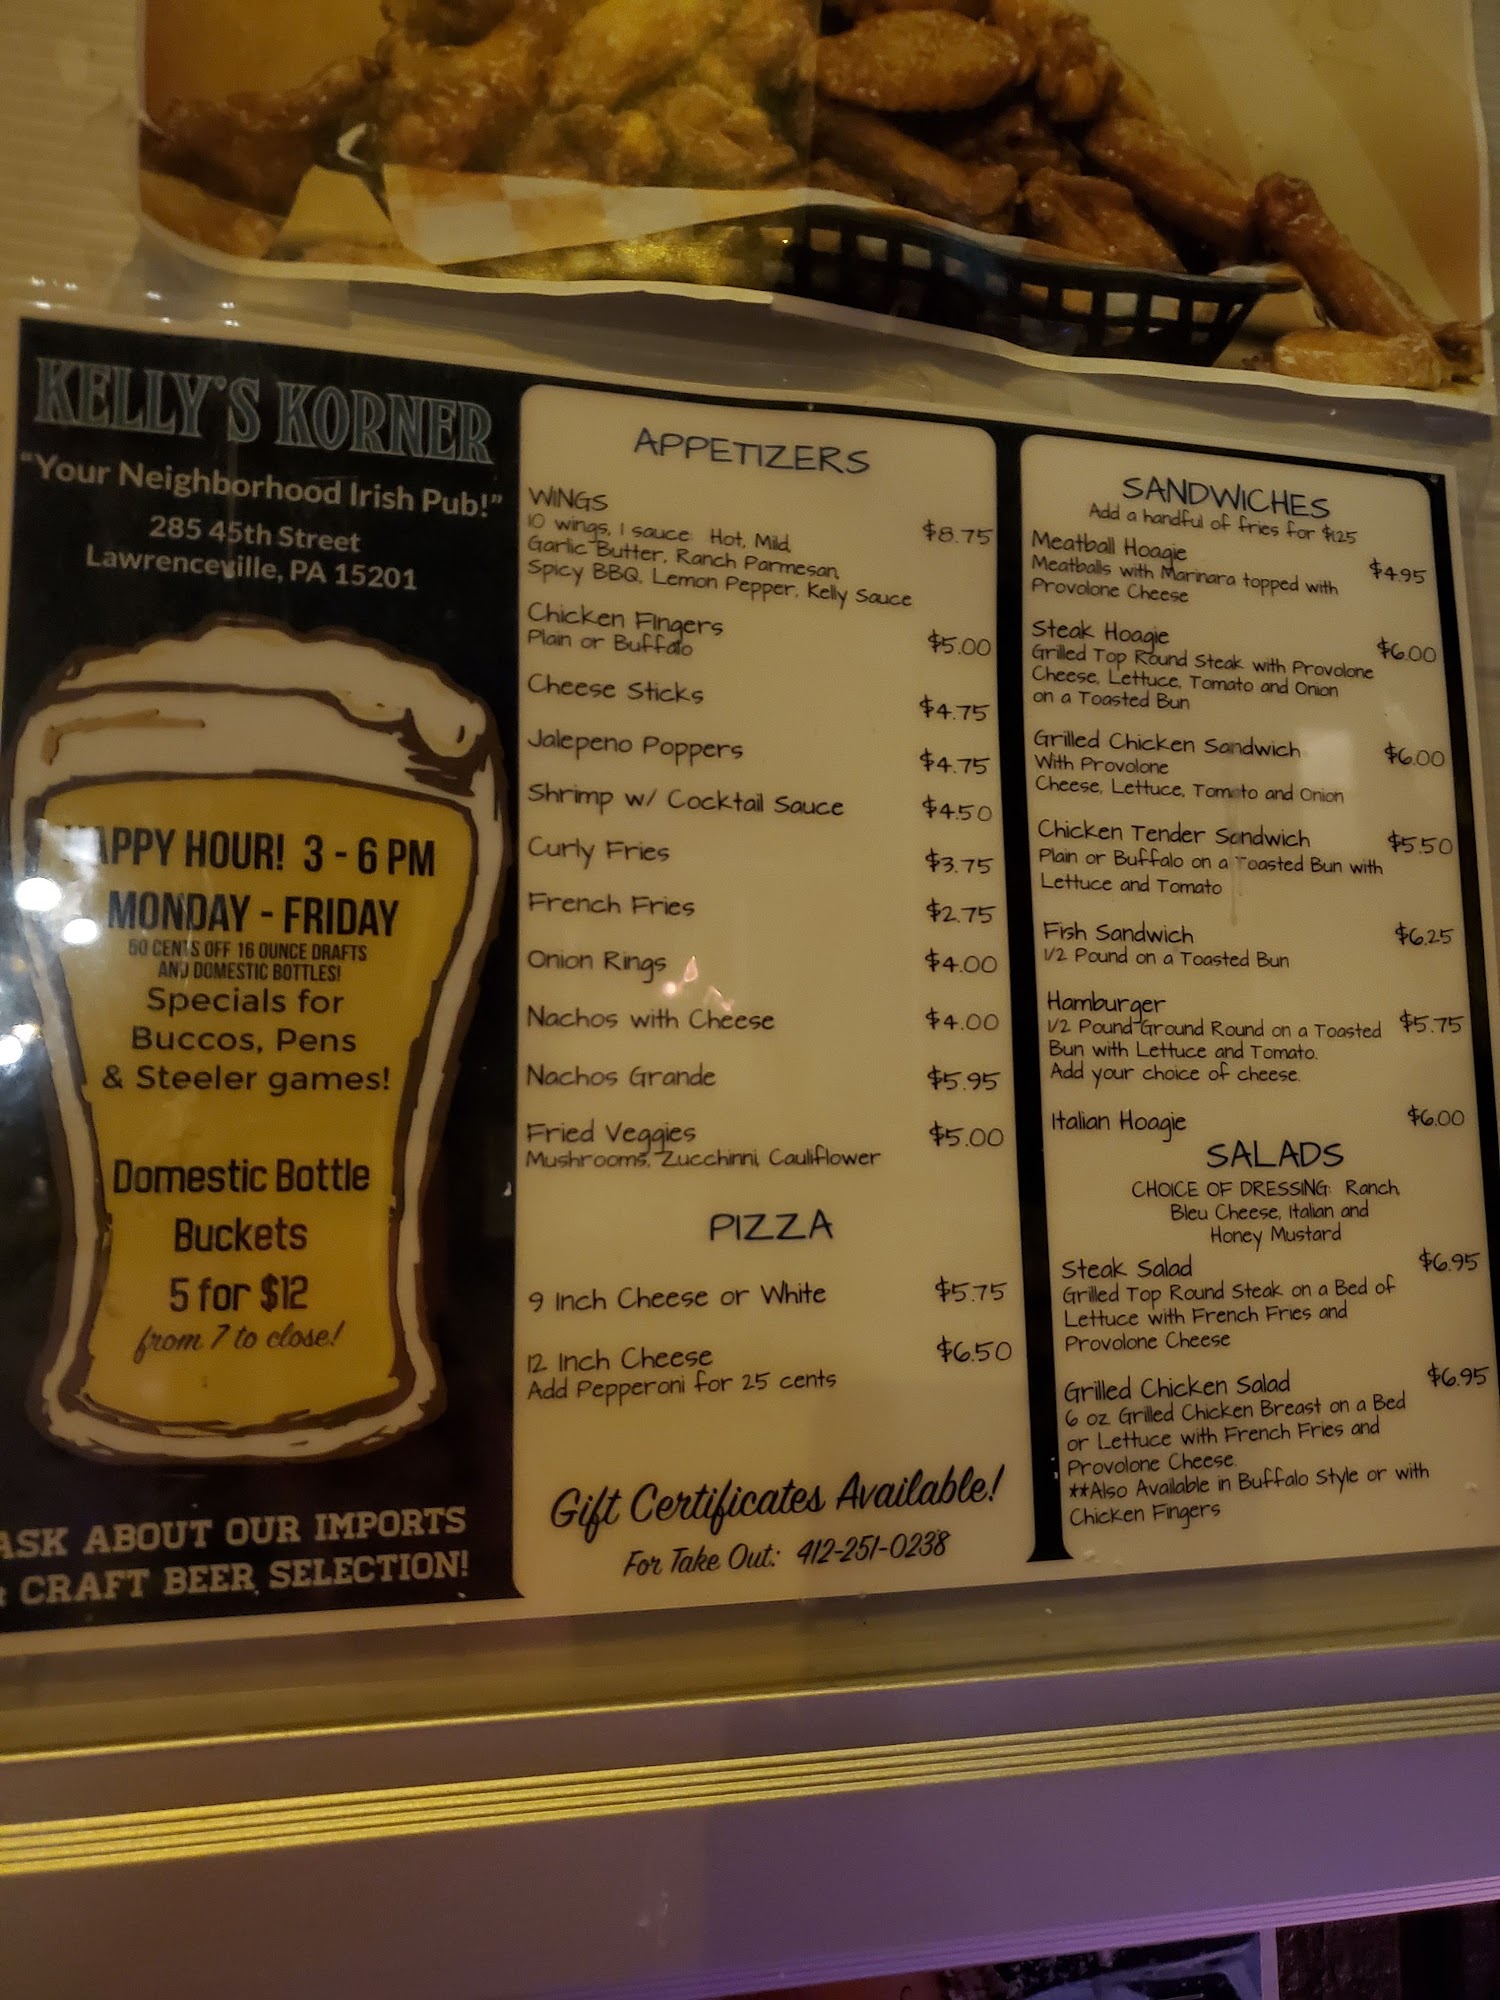 KELLY'S KORNER
"Your Neighborhood Irish Pub!"
285 45th Street
Lawrenceville, PA 15201
HAPPY HOUR! 3 - 6 PM
MONDAY - FRIDAY
50 CENTS OFF 16 OUNCE DRAFTS
AND DOMESTIC BOTTLES!
Specials for
Buccos, Pens
& Steeler games!
Domestic Bottle
Buckets
5 for $12
from 7 to close!
ASK ABOUT OUR IMPORTS
& CRAFT BEER SELECTION!
APPETIZERS
WINGS
10 wings, 1 sauce: Hot, Mild, $8.75
Garlic Butter, Ranch Parmesan,
Spicy BBQ, Lemon Pepper, Kelly Sauce
Chicken Fingers $5.00
Plain or Buffalo
Cheese Sticks $4.75
Jalepeno Poppers $4.75
Shrimp w/ Cocktail Sauce $4.50
Curly Fries $3.75
French Fries $2.75
Onion Rings $4.00
Nachos with Cheese $4.00
Nachos Grande $5.95
Fried Veggies $5.00
Mushrooms, Zucchinni, Cauliflower
PIZZA
9 Inch Cheese or White $5.75
12 Inch Cheese $6.50
Add Pepperoni for 25 cents
Gift Certificates Available!
For Take Out: 412-251-0238
SANDWICHES
Add a handful of fries for $1.25
Meatball Hoagie $4.95
Meatballs with Marinara topped with
Provolone Cheese
Steak Hoagie $6.00
Grilled Top Round Steak with Provolone
Cheese, Lettuce, Tomato and Onion
on a Toasted Bun
Grilled Chicken Sandwich $6.00
With Provolone
Cheese, Lettuce, Tomato and Onion
Chicken Tender Sandwich $5.50
Plain or Buffalo on a Toasted Bun with
Lettuce and Tomato
Fish Sandwich $6.25
1/2 Pound on a Toasted Bun
Hamburger
1/2 Pound Ground Round on a Toasted $5.75
Bun with Lettuce and Tomato.
Add your choice of cheese.
Italian Hoagie $6.00
SALADS
CHOICE OF DRESSING: Ranch,
Bleu Cheese, Italian and
Honey Mustard
Steak Salad $6.95
Grilled Top Round Steak on a Bed of
Lettuce with French Fries and
Provolone Cheese
Grilled Chicken Salad $6.95
6 oz Grilled Chicken Breast on a Bed
or Lettuce with French Fries and
Provolone Cheese.
**Also Available in Buffalo Style or with
Chicken Fingers